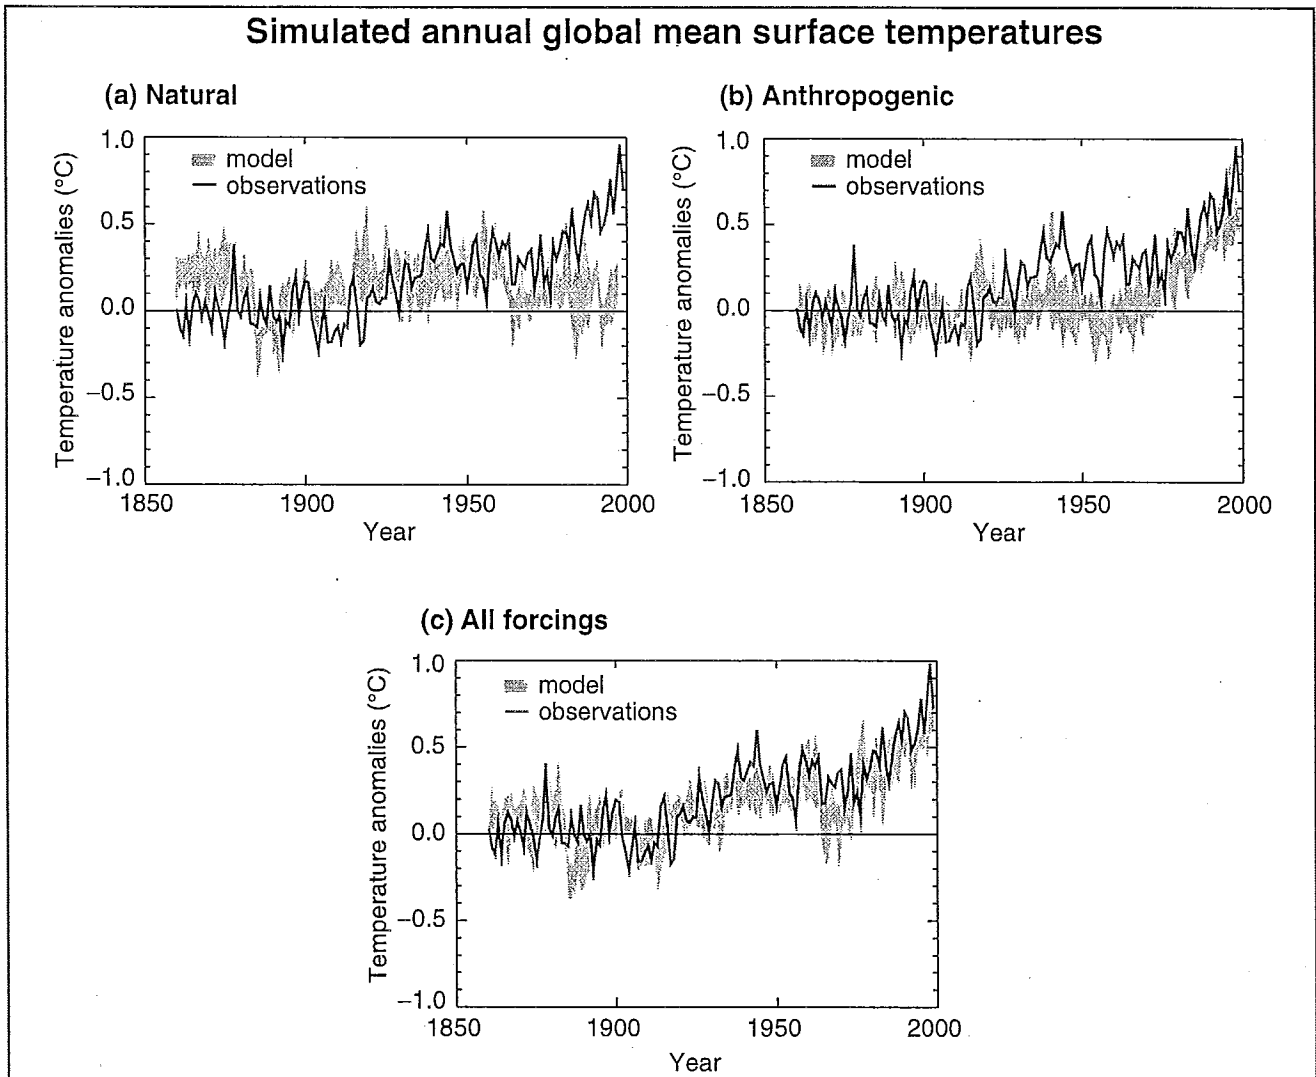 Simulated annual global mean surface temperatures
(a) Natural
Temperature anomalies (°C)
1.0
0.5
0.0
−0.5
−1.0
model
observations
1850 1900 1950 2000
Year
(b) Anthropogenic
Temperature anomalies (°C)
1.0
0.5
0.0
−0.5
−1.0
model
observations
1850 1900 1950 2000
Year
(c) All forcings
Temperature anomalies (°C)
1.0
0.5
0.0
−0.5
−1.0
model
observations
1850 1900 1950 2000
Year